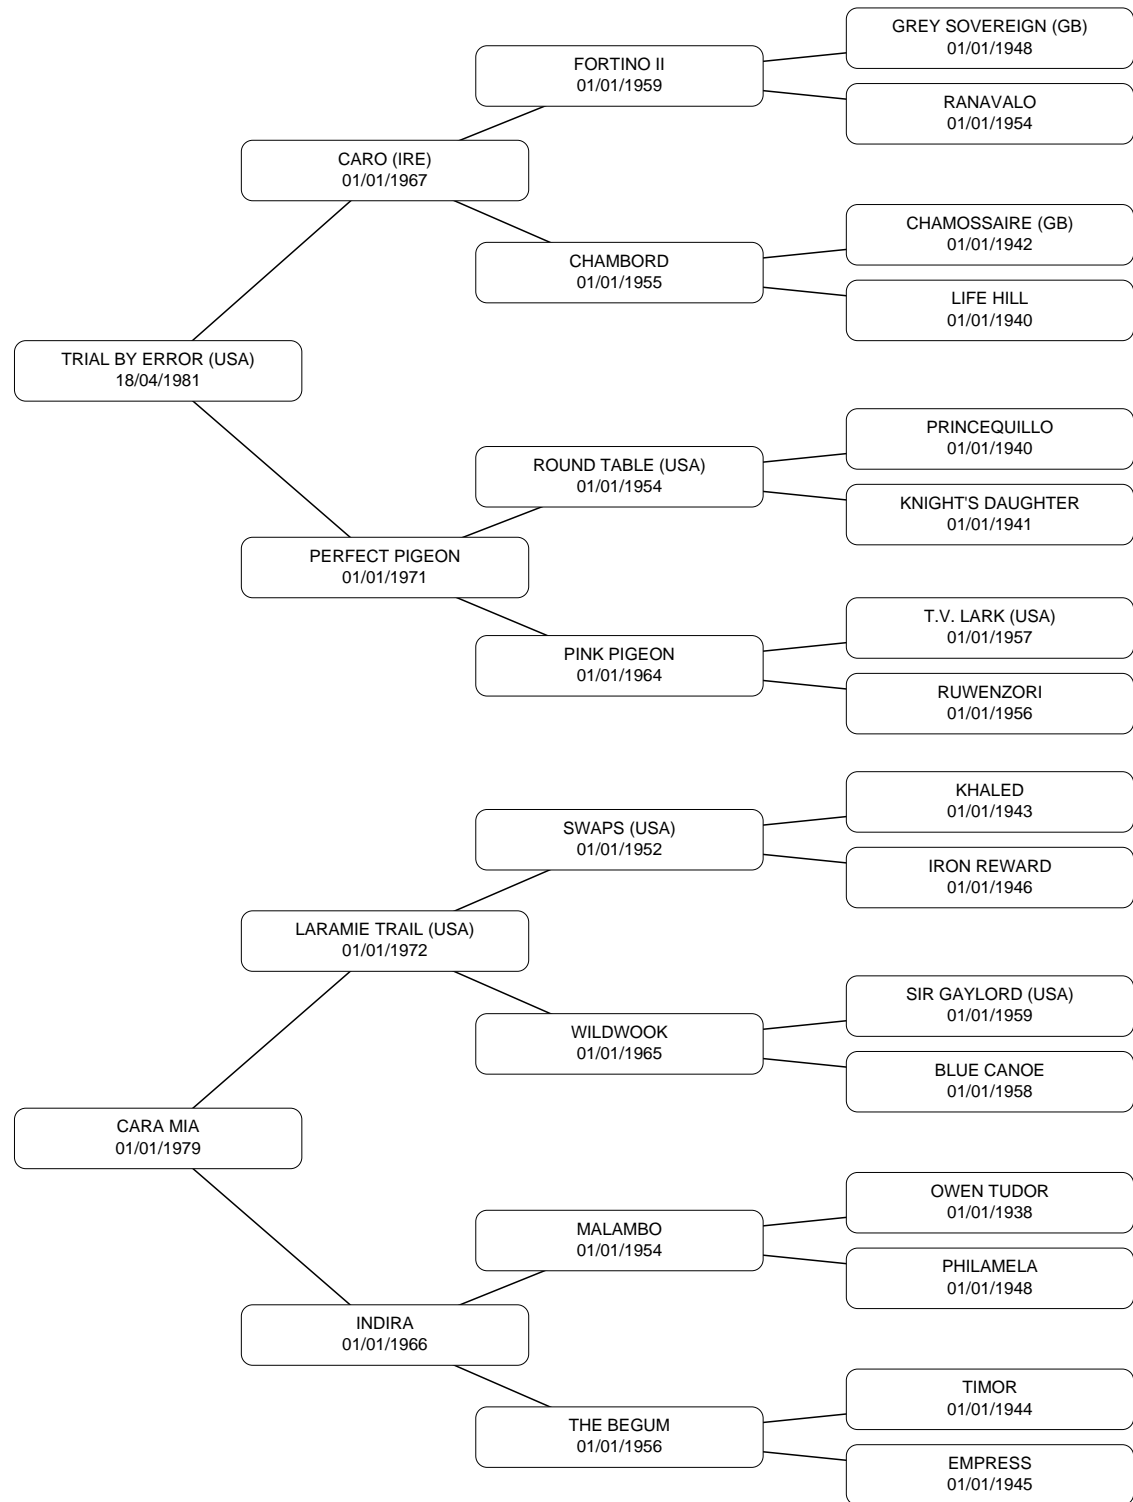 GREY SOVEREIGN (GB)
01/01/1948
FORTINO II
01/01/1959
RANAVALO
01/01/1954
CARO (IRE)
01/01/1967
CHAMOSSAIRE (GB)
01/01/1942
CHAMBORD
01/01/1955
LIFE HILL
01/01/1940
TRIAL BY ERROR (USA)
18/04/1981
PRINCEQUILLO
01/01/1940
ROUND TABLE (USA)
01/01/1954
KNIGHT'S DAUGHTER
01/01/1941
PERFECT PIGEON
01/01/1971
T.V. LARK (USA)
01/01/1957
PINK PIGEON
01/01/1964
RUWENZORI
01/01/1956
KHALED
01/01/1943
SWAPS (USA)
01/01/1952
IRON REWARD
01/01/1946
LARAMIE TRAIL (USA)
01/01/1972
SIR GAYLORD (USA)
01/01/1959
WILDWOOK
01/01/1965
BLUE CANOE
01/01/1958
CARA MIA
01/01/1979
OWEN TUDOR
01/01/1938
MALAMBO
01/01/1954
PHILAMELA
01/01/1948
INDIRA
01/01/1966
TIMOR
01/01/1944
THE BEGUM
01/01/1956
EMPRESS
01/01/1945